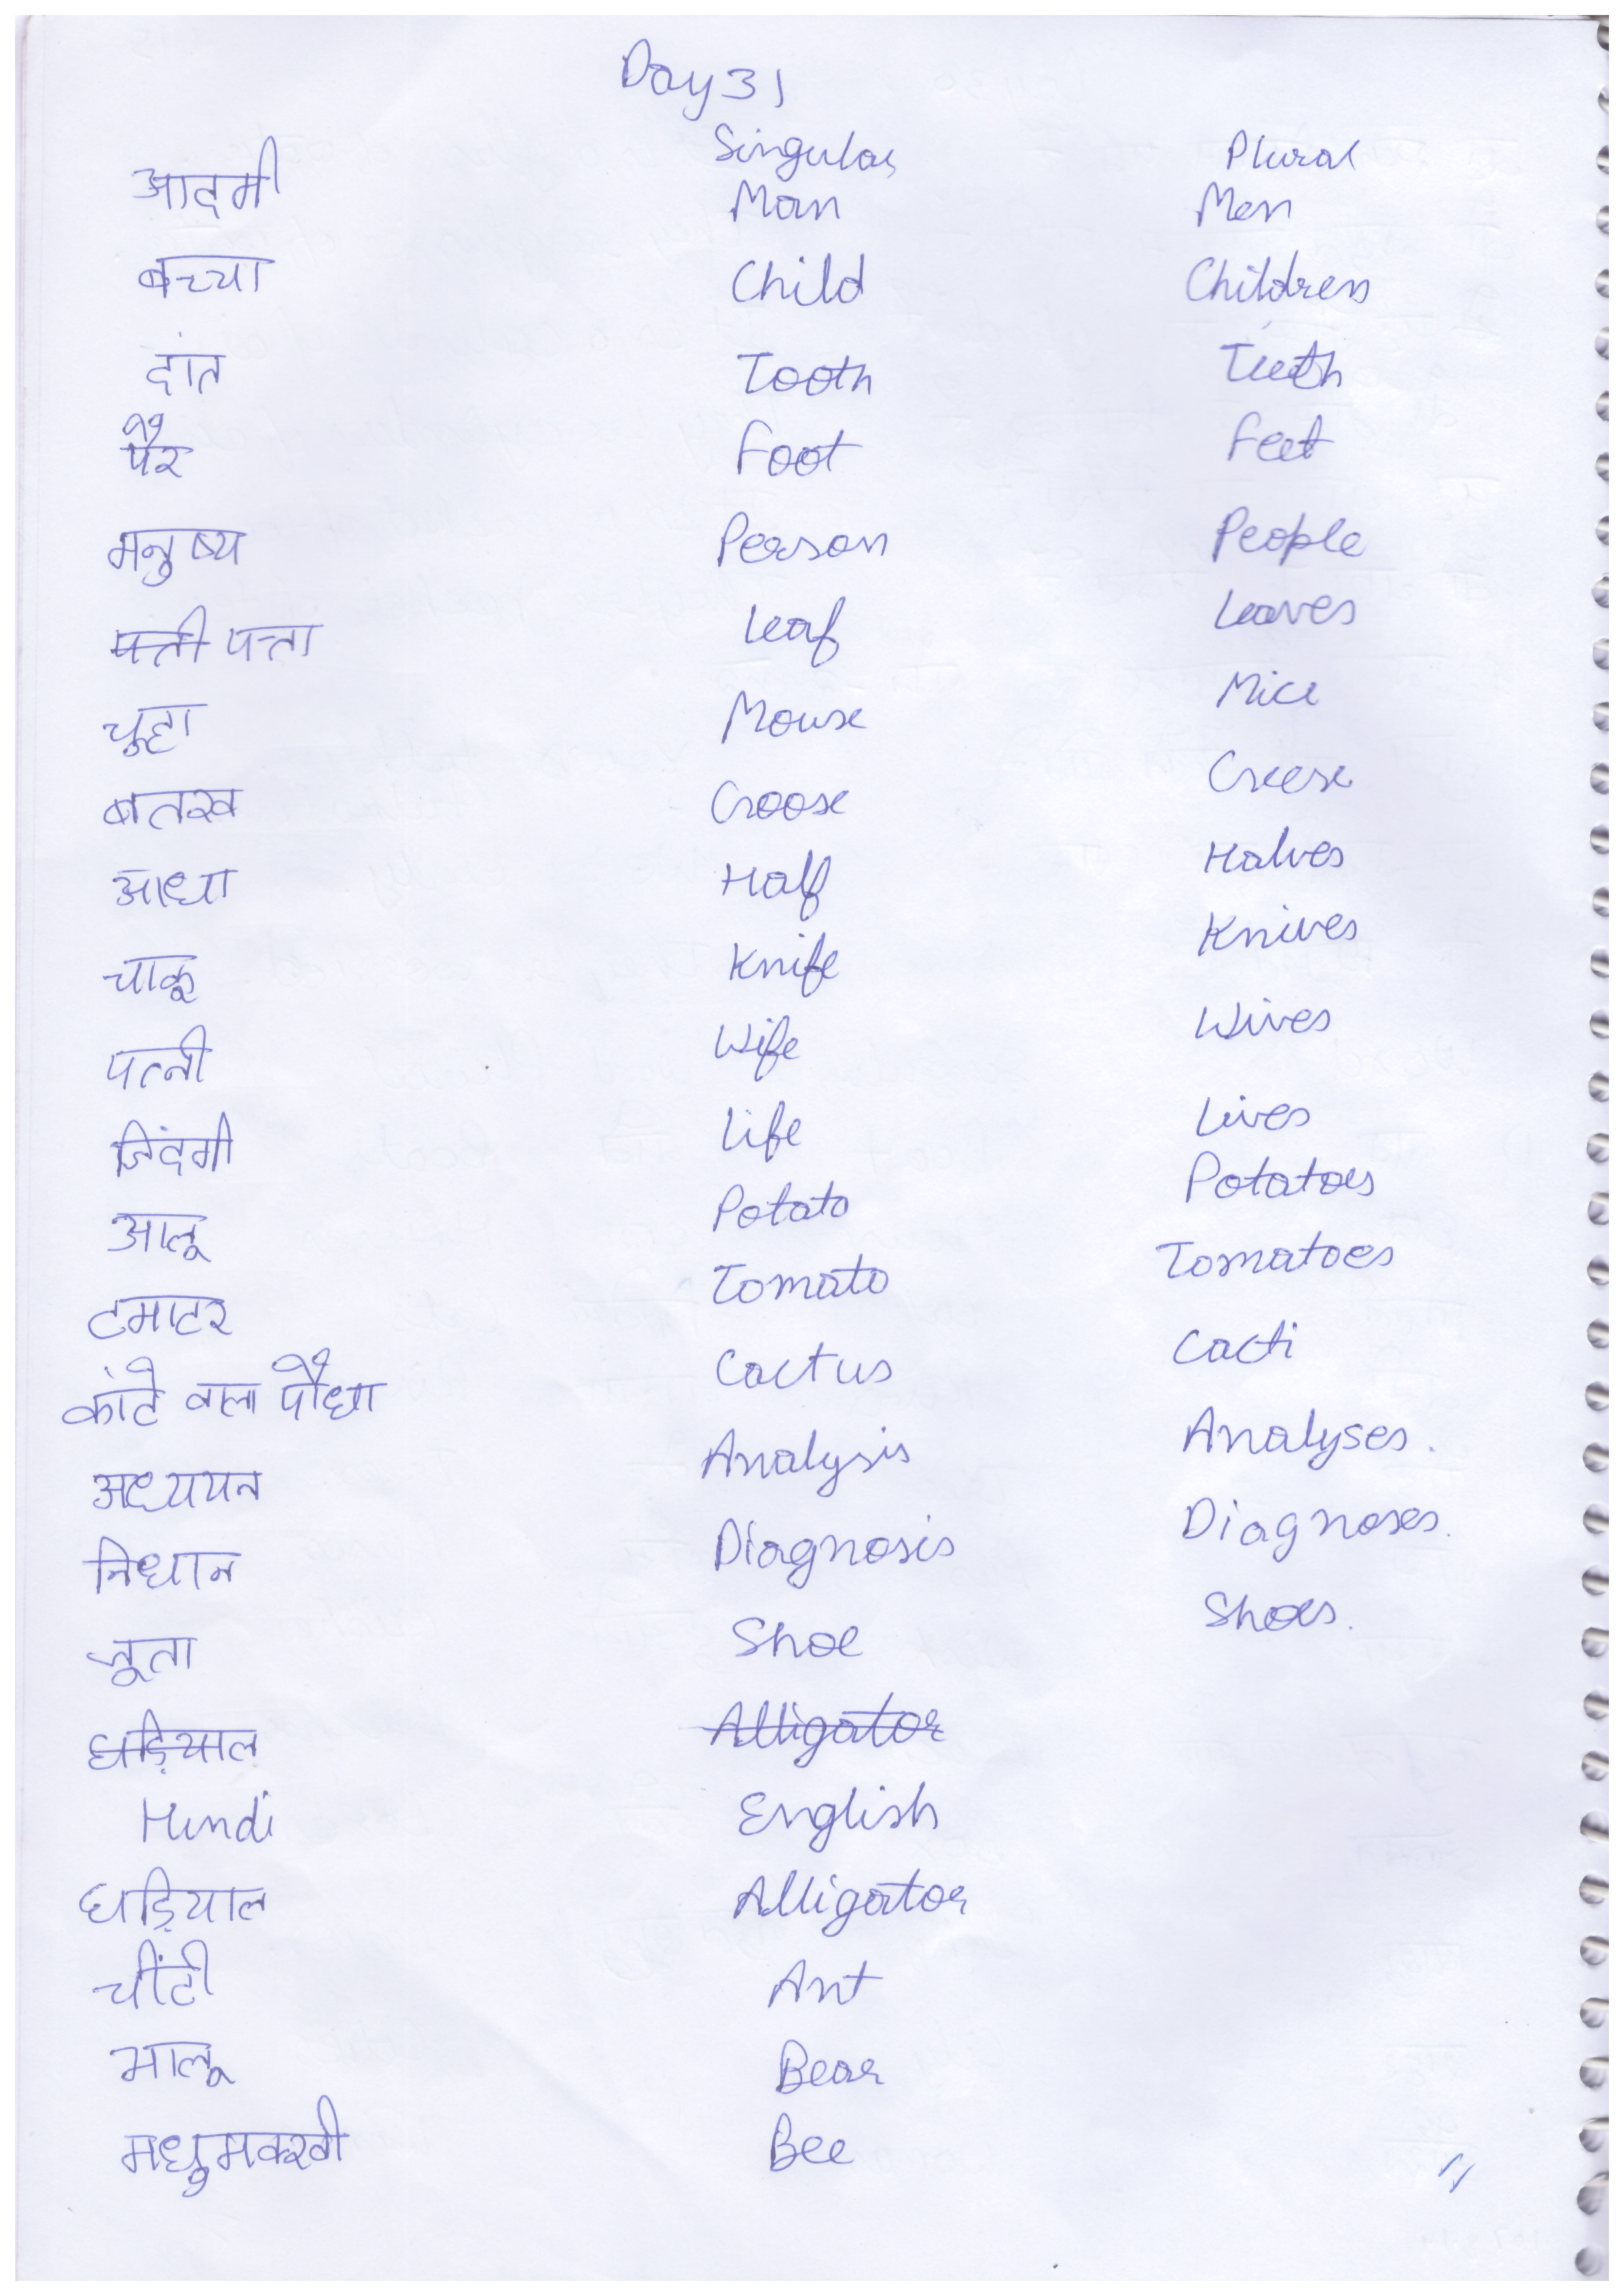 Day 31
Singular Plural
आदमी Man Men
बच्चा Child Children
दांत Tooth Teeth
पैर Foot Feet
मनुष्य Person People
पत्ती पत्ता Leaf Leaves
चूहा Mouse Mice
बतख Goose Geese
आधा Half Halves
चाकू Knife Knives
पत्नी Wife Wives
जिंदगी Life Lives
आलू Potato Potatoes
टमाटर Tomato Tomatoes
कांटे वाला पौधा Cactus Cacti
अध्ययन Analysis Analyses.
निधान Diagnosis Diagnoses.
जूता Shoe Shoes.
घड़ियाल Alligator
Hindi English
घड़ियाल Alligator
चींटी Ant
भालू Bear
मधुमक्खी Bee